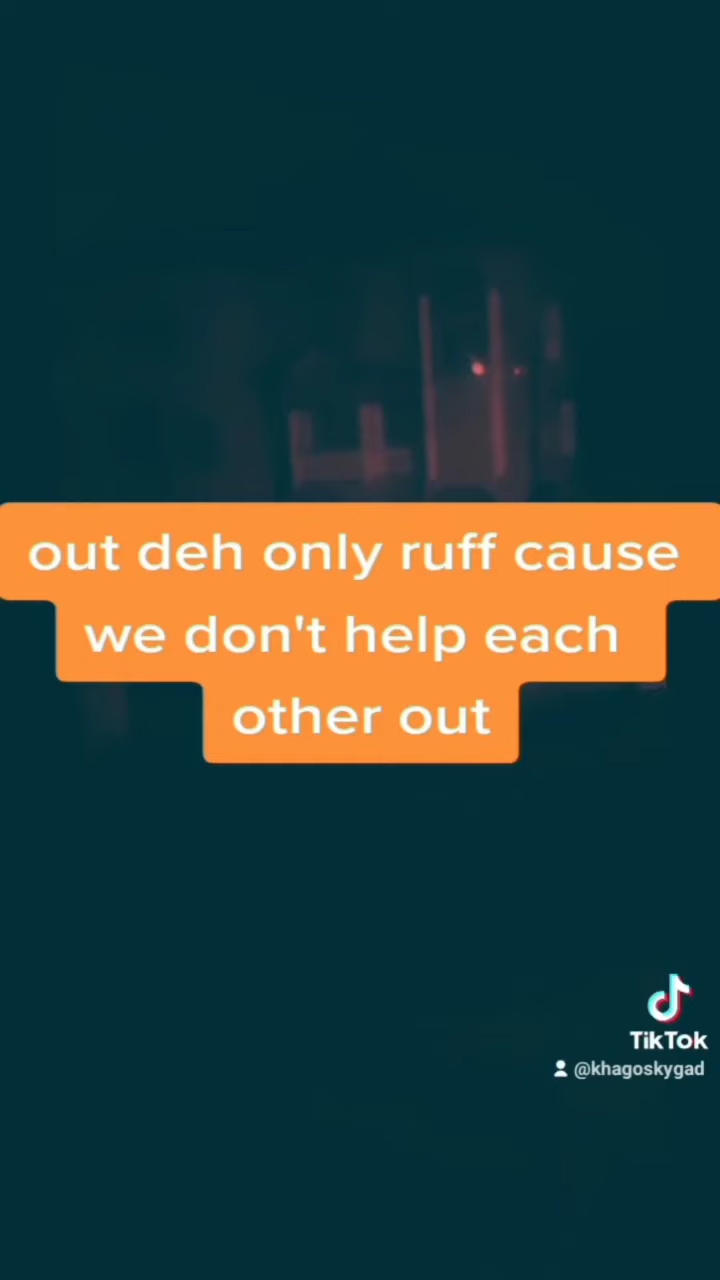 out deh only ruff cause
we don't help each
other out
TikTok
@khagoskygad